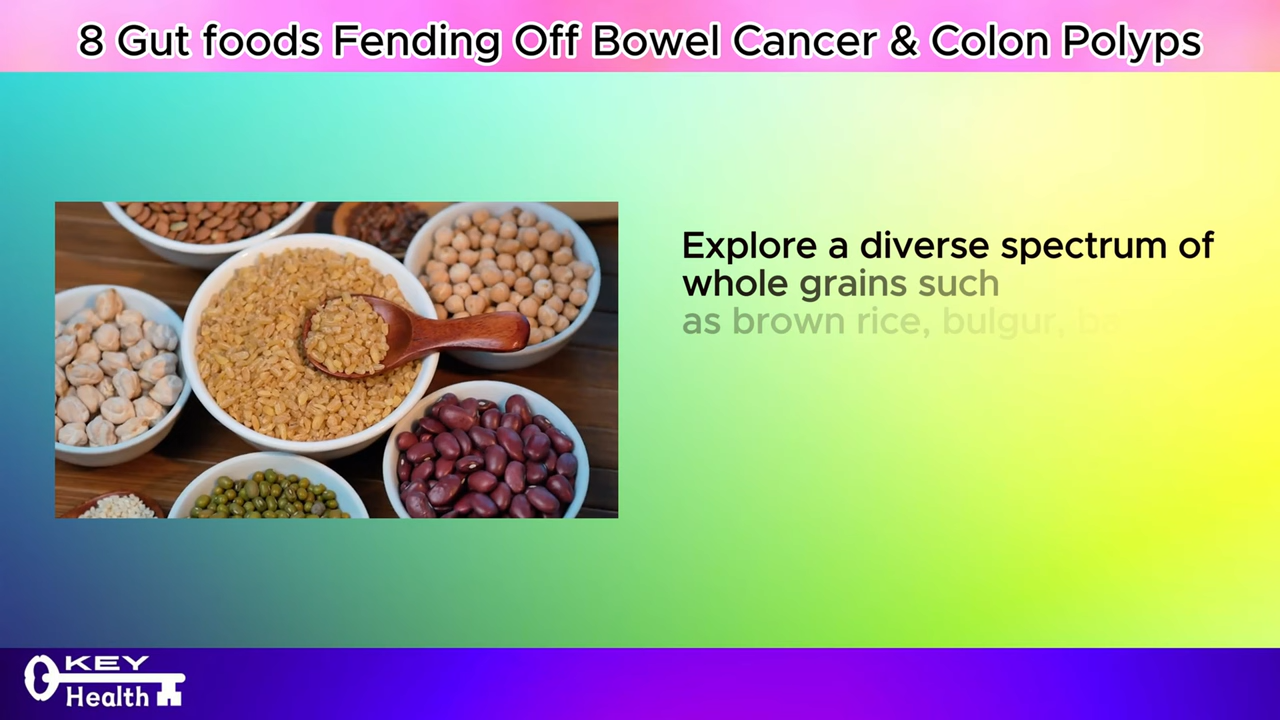 8 Gut foods Fending Off Bowel Cancer & Colon Polyps
Explore a diverse spectrum of
whole grains such
as brown rice, bulgur,
KEY
Health